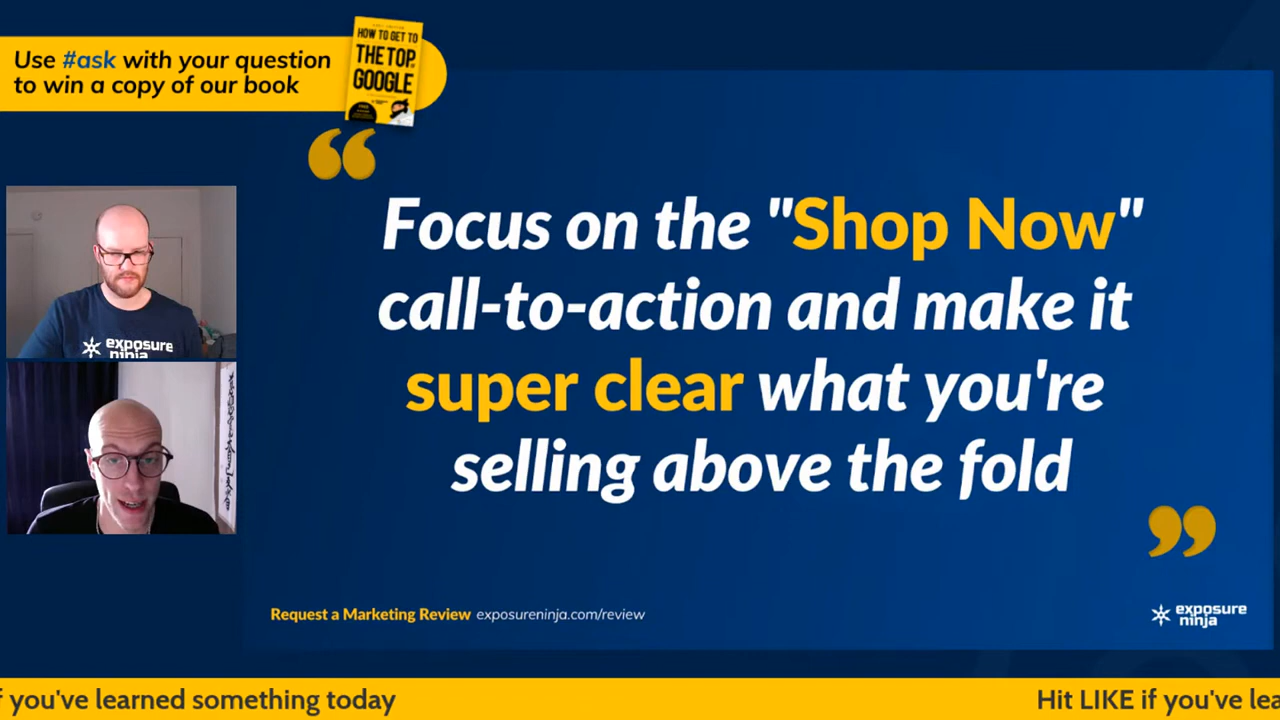 Use #ask with your question
to win a copy of our book
HOW TO GET TO
THE TOP
GOOGLE
“
Focus on the "Shop Now"
call-to-action and make it
super clear what you're
selling above the fold
”
exposure
ninja
Request a Marketing Review exposureninja.com/review
exposure
ninja
you've learned something today
Hit LIKE if you've